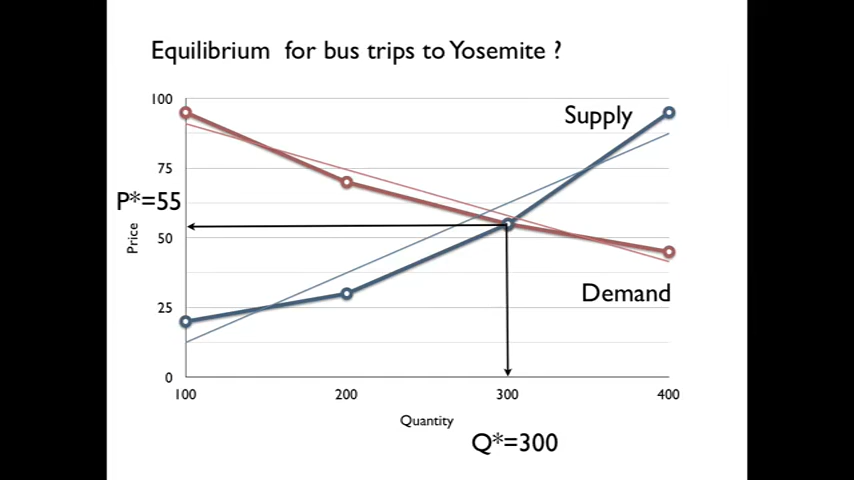 Equilibrium for bus trips to Yosemite ?
100
Supply
75
P*=55
Price
50
Demand
25
0
100 200 300 400
Quantity
Q*=300